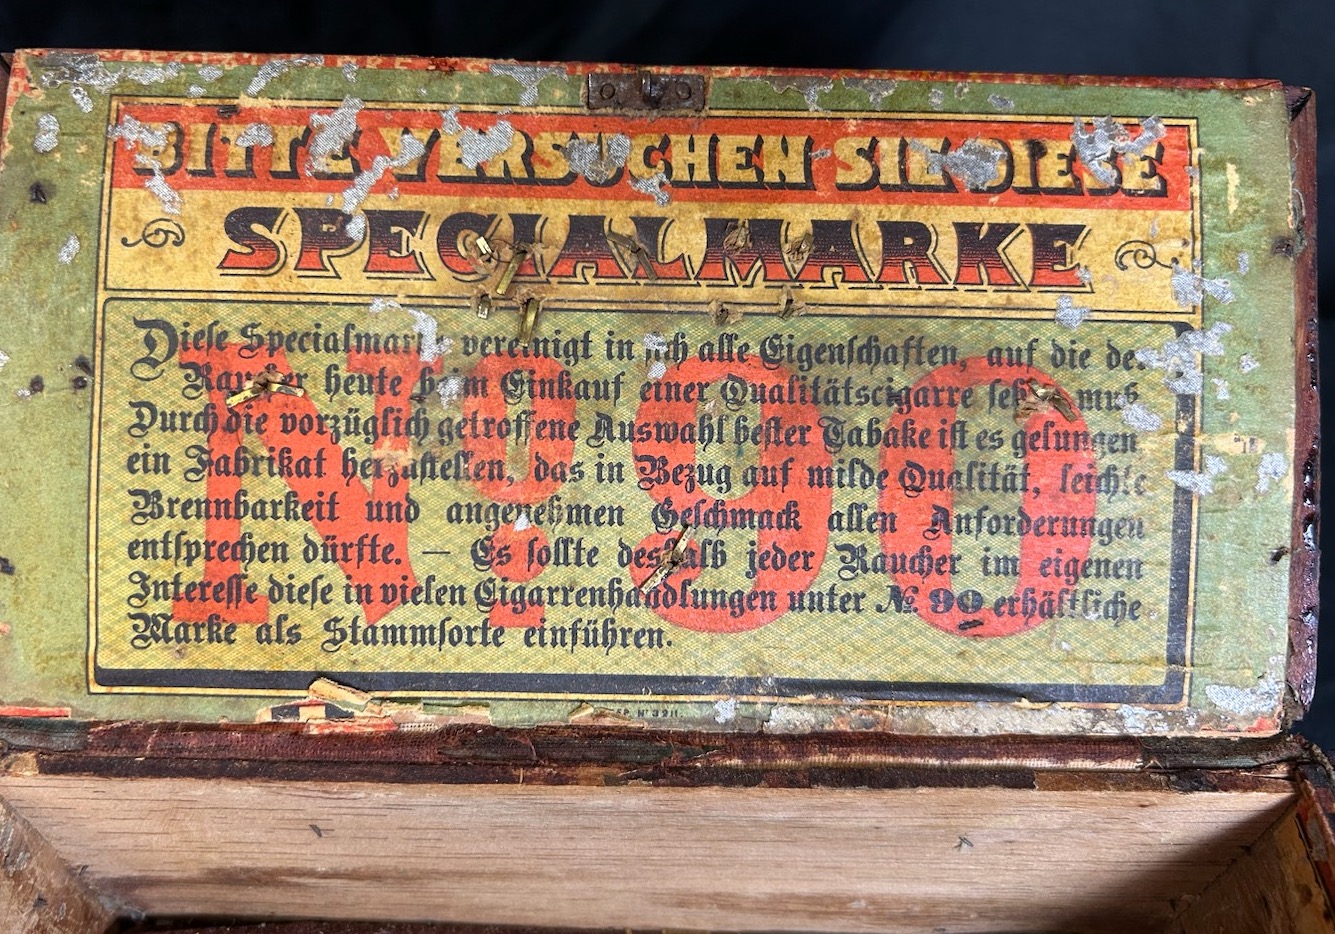 BITTE VERSUCHEN SIE DIESE
SPECIALMARKE
Nº 90
Diese Specialmarke vereinigt in sich alle Eigenschaften, auf die der
Raucher heute beim Einkauf einer Qualitätscigarre sehen muß
Durch die vorzüglich getroffene Auswahl bester Tabake ist es gelungen
ein Fabrikat herzustellen, das in Bezug auf milde Qualität, leichte
Brennbarkeit und angenehmen Geschmack allen Anforderungen
entsprechen dürfte. — Es sollte deshalb jeder Raucher im eigenen
Interesse diese in vielen Cigarrenhandlungen unter № 90 erhältliche
Marke als Stammsorte einführen.
Nº 3211.